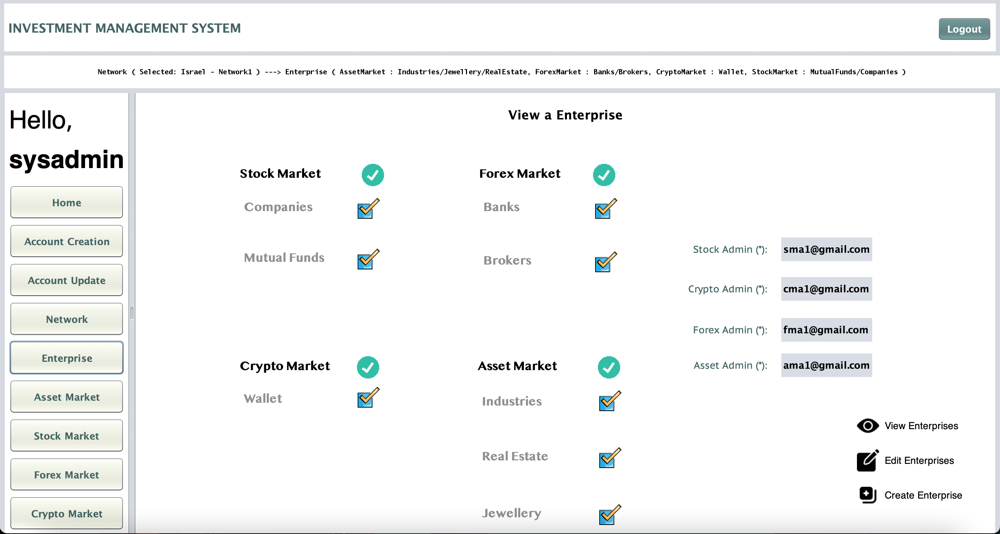 INVESTMENT MANAGEMENT SYSTEM
Logout
Network ( Selected: Israel - Network1 ) ---> Enterprise ( AssetMarket : Industries/Jewellery/RealEstate, ForexMarket : Banks/Brokers, CryptoMarket : Wallet, StockMarket : MutualFunds/Companies )
Hello,
sysadmin
Home
Account Creation
Account Update
Network
Enterprise
Asset Market
Stock Market
Forex Market
Crypto Market
View a Enterprise
Stock Market
Companies
Mutual Funds
Forex Market
Banks
Brokers
Crypto Market
Wallet
Asset Market
Industries
Real Estate
Jewellery
Stock Admin (*): sma1@gmail.com
Crypto Admin (*): cma1@gmail.com
Forex Admin (*): fma1@gmail.com
Asset Admin (*): ama1@gmail.com
View Enterprises
Edit Enterprises
Create Enterprise